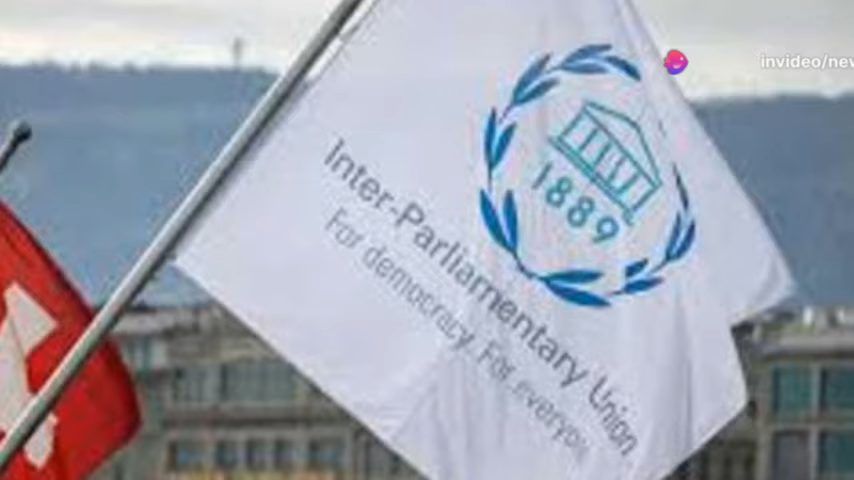 invideo/new
1889
Inter-Parliamentary Union
For democracy. For everyone